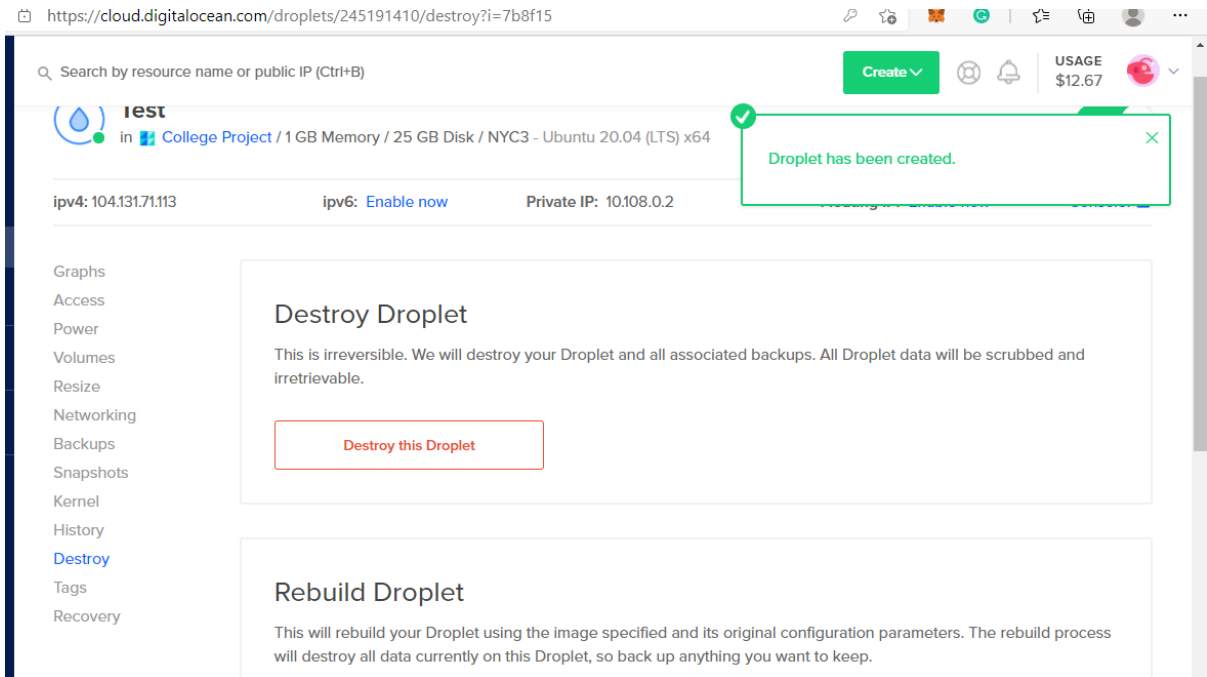 https://cloud.digitalocean.com/droplets/245191410/destroy?i=7b8f15
Search by resource name or public IP (Ctrl+B)
Create
USAGE
$12.67
Test
in College Project / 1 GB Memory / 25 GB Disk / NYC3 - Ubuntu 20.04 (LTS) x64
Droplet has been created.
ipv4: 104.131.71.113 ipv6: Enable now Private IP: 10.108.0.2
Graphs
Access
Power
Volumes
Resize
Networking
Backups
Snapshots
Kernel
History
Destroy
Tags
Recovery
Destroy Droplet
This is irreversible. We will destroy your Droplet and all associated backups. All Droplet data will be scrubbed and
irretrievable.
Destroy this Droplet
Rebuild Droplet
This will rebuild your Droplet using the image specified and its original configuration parameters. The rebuild process
will destroy all data currently on this Droplet, so back up anything you want to keep.